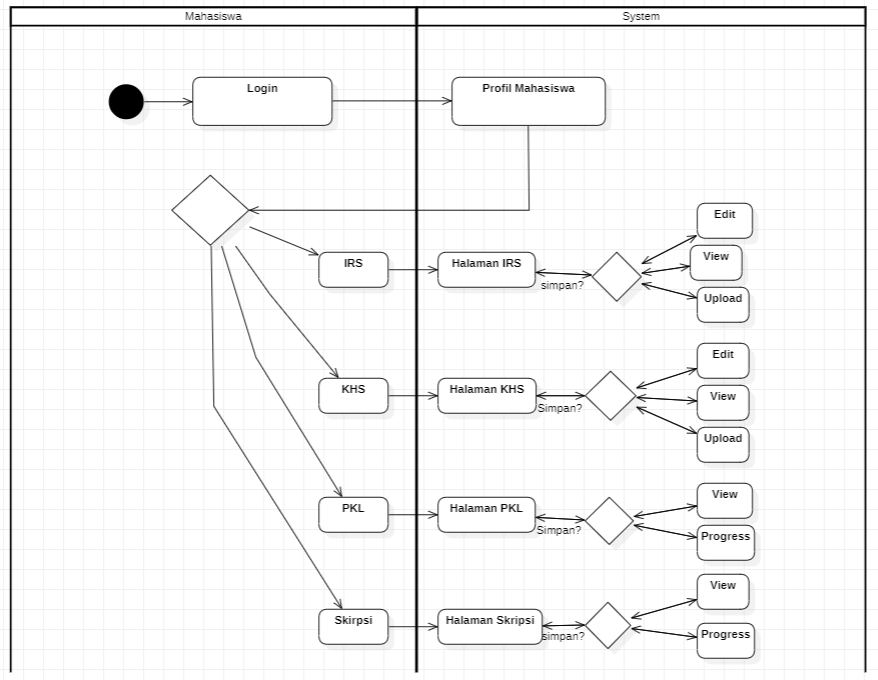 Mahasiswa
System
Login
Profil Mahasiswa
IRS
Halaman IRS
simpan?
Edit
View
Upload
KHS
Halaman KHS
Simpan?
Edit
View
Upload
PKL
Halaman PKL
Simpan?
View
Progress
Skirpsi
Halaman Skripsi
simpan?
View
Progress